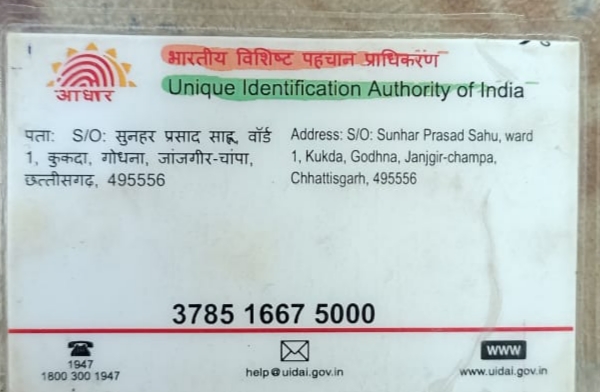 भारतीय विशिष्ट पहचान प्राधिकरण
Unique Identification Authority of India
आधार
पता: S/O: सुनहर प्रसाद साहू, वॉर्ड
1, कुकदा, गोधना, जांजगीर-चांपा,
छत्तीसगढ़, 495556
Address: S/O: Sunhar Prasad Sahu, ward
1, Kukda, Godhna, Janjgir-champa,
Chhattisgarh, 495556
3785 1667 5000
1947
1800 300 1947
help@uidai.gov.in
www
www.uidai.gov.in